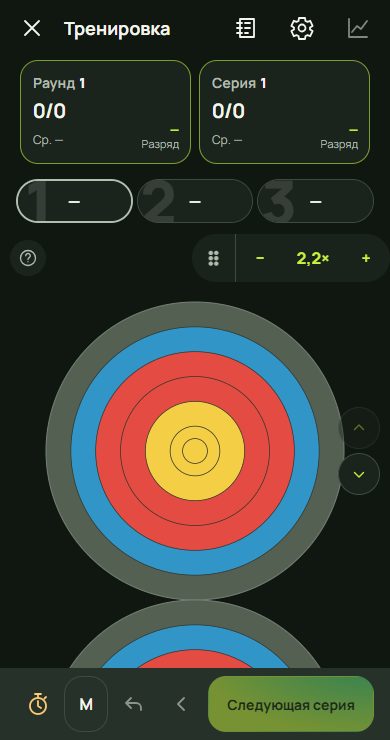 Тренировка
Раунд 1
0/0
Ср. —
–
Разряд
Серия 1
0/0
Ср. —
–
Разряд
1 –
2 –
3 –
− 2,2× +
M
Следующая серия